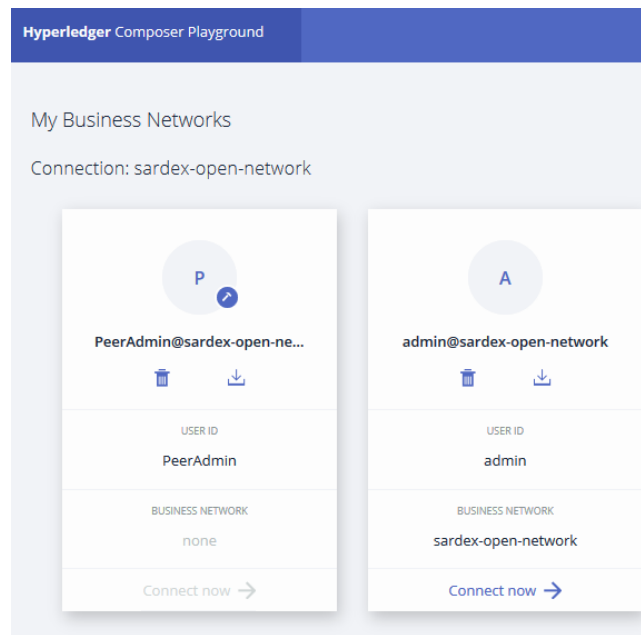 Hyperledger Composer Playground
My Business Networks
Connection: sardex-open-network
P
PeerAdmin@sardex-open-ne...
USER ID
PeerAdmin
BUSINESS NETWORK
none
Connect now
A
admin@sardex-open-network
USER ID
admin
BUSINESS NETWORK
sardex-open-network
Connect now